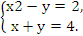 x2 − y = 2,
x + y = 4.